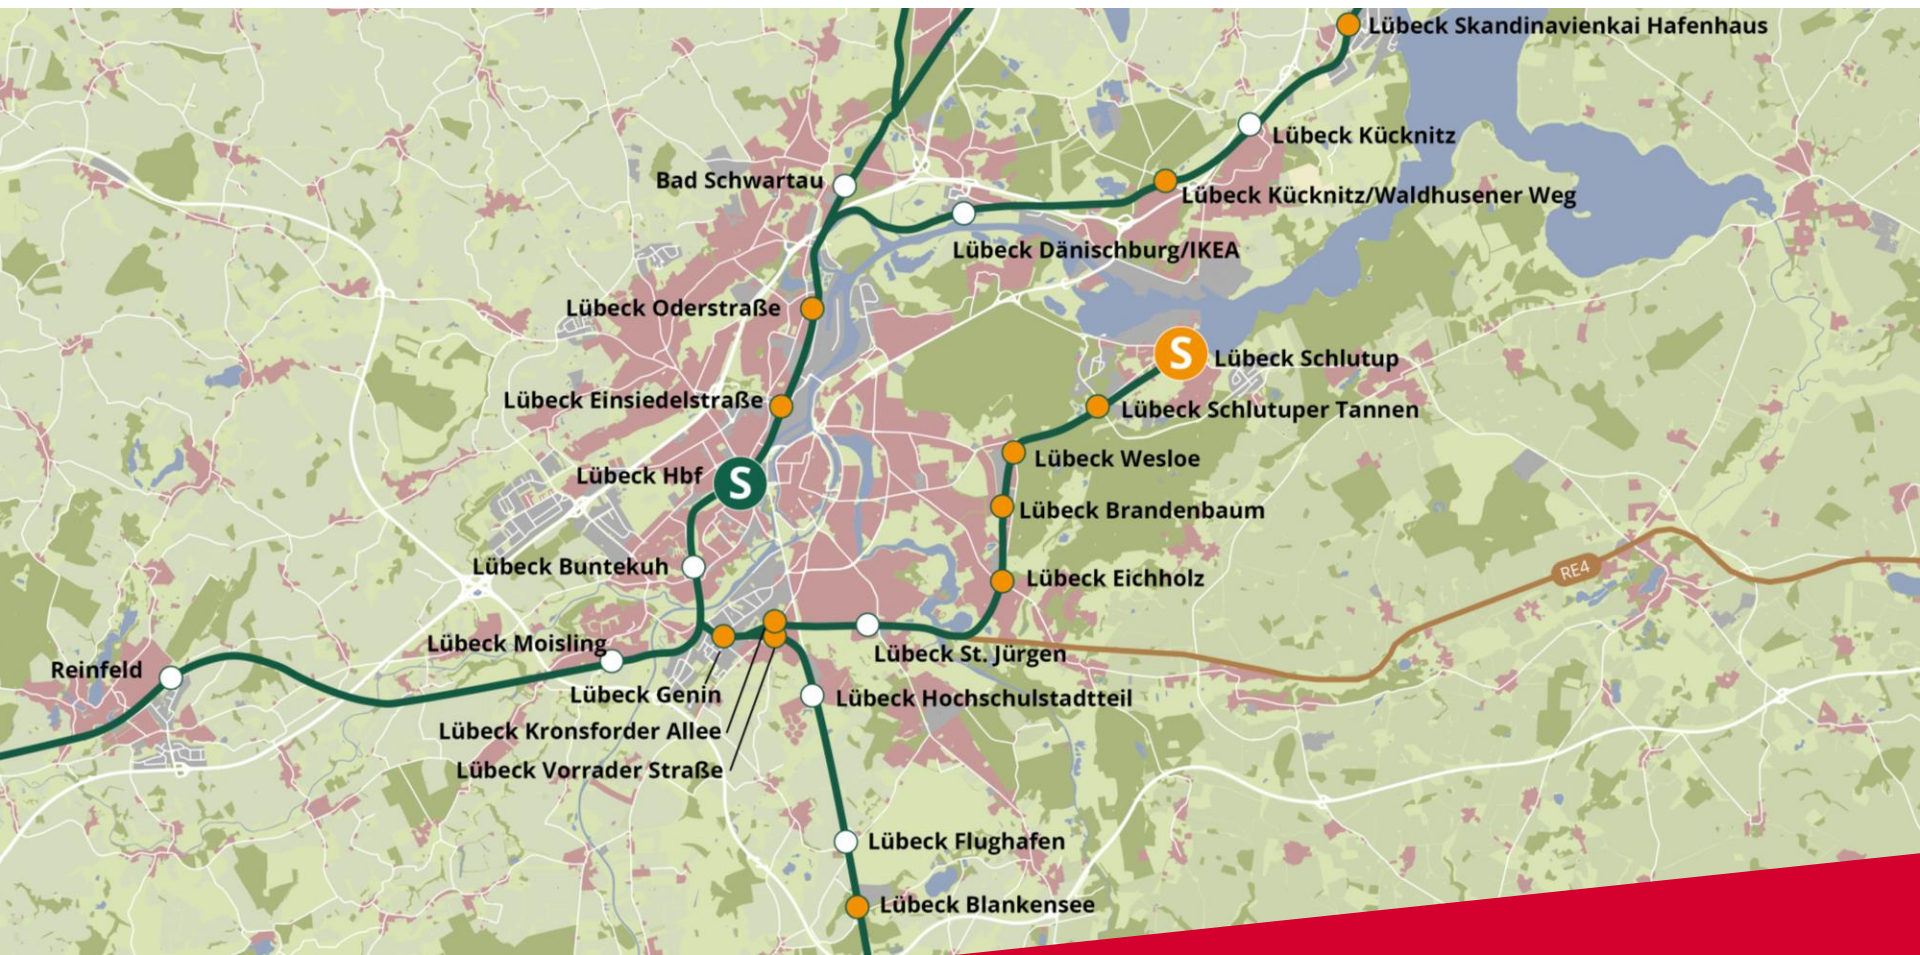 Lübeck Skandinavienkai Hafenhaus
Lübeck Kücknitz
Bad Schwartau
Lübeck Kücknitz/Waldhusener Weg
Lübeck Dänischburg/IKEA
Lübeck Oderstraße
S
Lübeck Schlutup
Lübeck Einsiedelstraße
Lübeck Schlutuper Tannen
Lübeck Wesloe
Lübeck Hbf
S
Lübeck Brandenbaum
Lübeck Buntekuh
RE4
Lübeck Eichholz
Lübeck Moisling
Lübeck St. Jürgen
Reinfeld
Lübeck Genin
Lübeck Hochschulstadtteil
Lübeck Kronsforder Allee
Lübeck Vorrader Straße
Lübeck Flughafen
Lübeck Blankensee